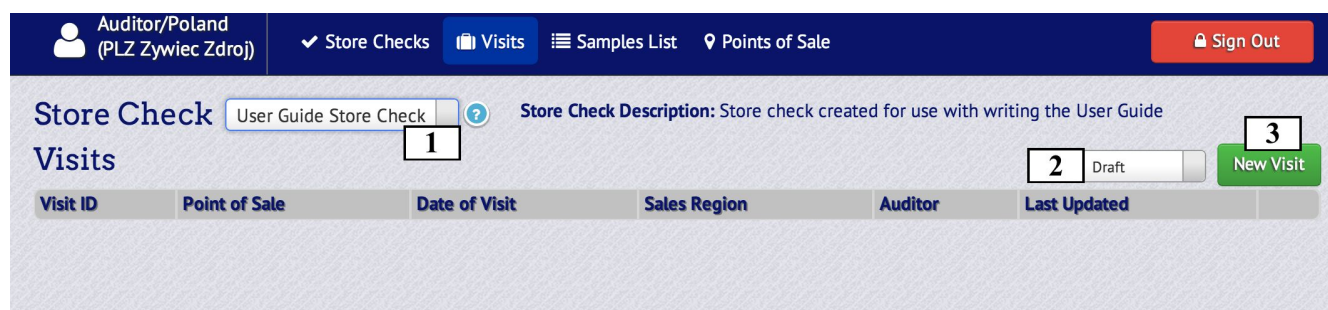 Auditor/Poland
(PLZ Zywiec Zdroj)
Store Checks Visits Samples List Points of Sale Sign Out
Store Check User Guide Store Check ? Store Check Description: Store check created for use with writing the User Guide
1
3
Visits 2 Draft New Visit
Visit ID Point of Sale Date of Visit Sales Region Auditor Last Updated